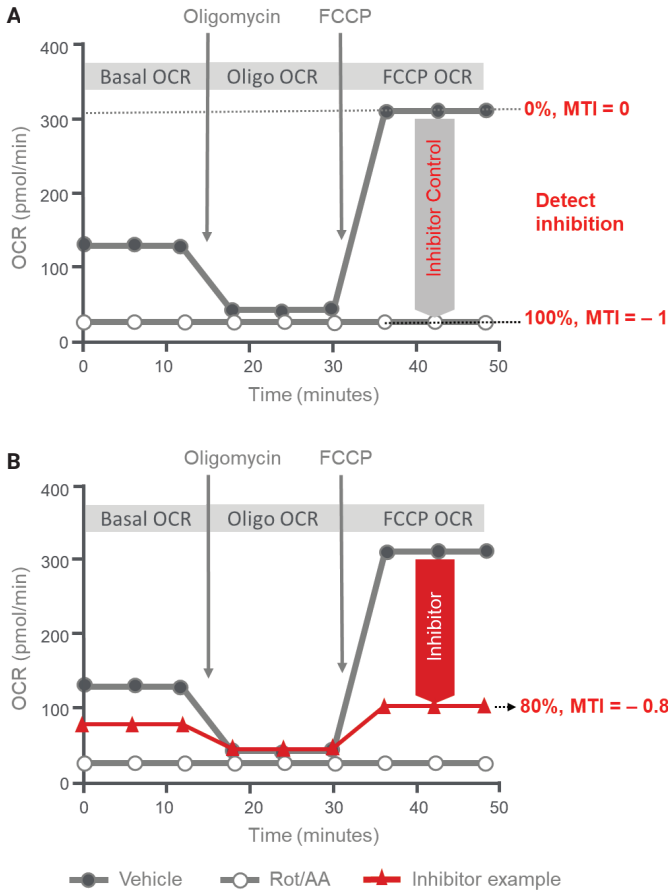 A
Oligomycin
FCCP
400
Basal OCR
Oligo OCR
FCCP OCR
0%, MTI = 0
300
OCR (pmol/min)
Inhibitor Control
Detect
inhibition
200
100
100%, MTI = – 1
0
0
10
20
30
40
50
Time (minutes)
B
Oligomycin
FCCP
400
Basal OCR
Oligo OCR
FCCP OCR
300
OCR (pmol/min)
Inhibitor
200
100
80%, MTI = – 0.8
0
0
10
20
30
40
50
Time (minutes)
Vehicle
Rot/AA
Inhibitor example